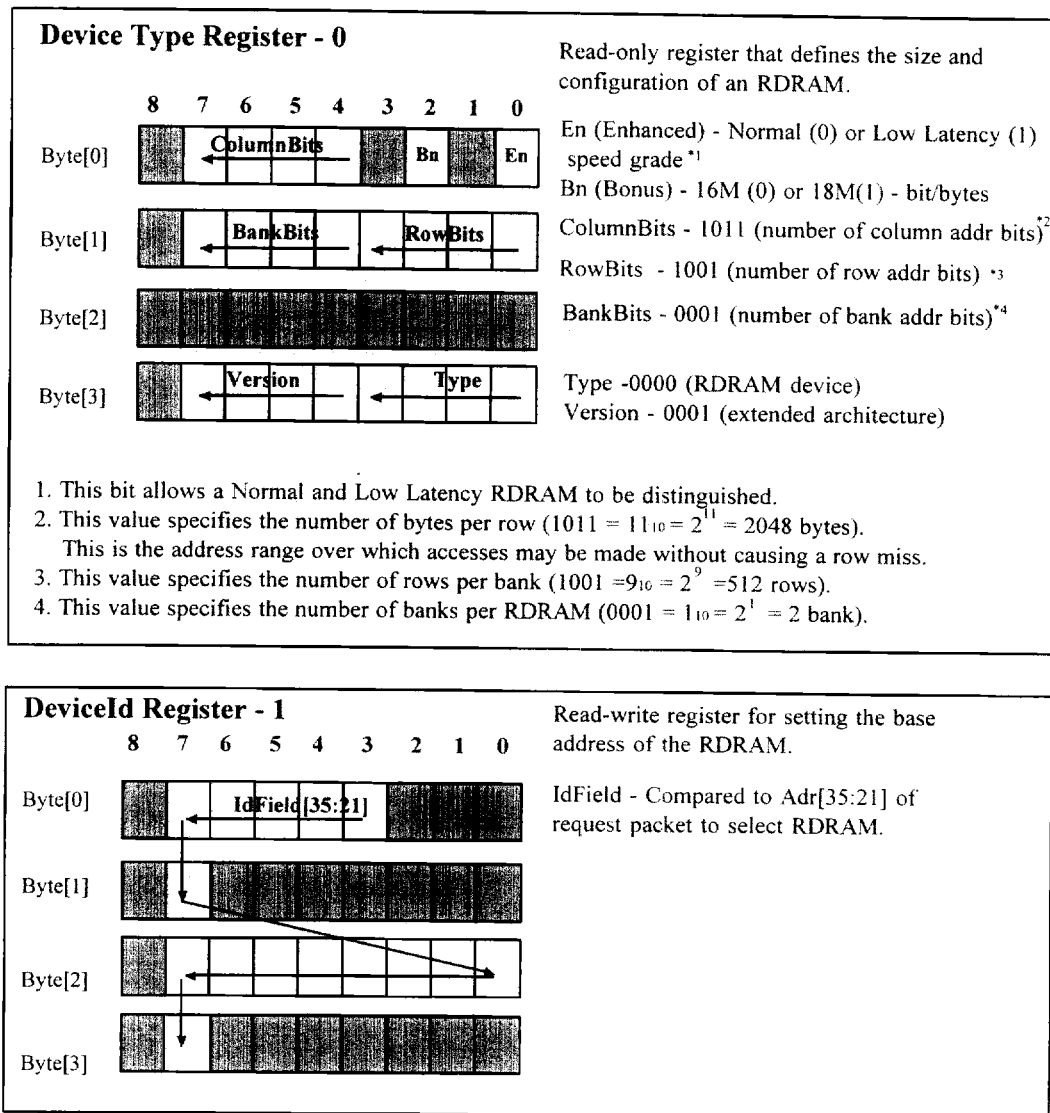 Device Type Register - 0
Read-only register that defines the size and
configuration of an RDRAM.
8 7 6 5 4 3 2 1 0
Byte[0] ColumnBits Bn En
En (Enhanced) - Normal (0) or Low Latency (1)
speed grade *1
Bn (Bonus) - 16M (0) or 18M(1) - bit/bytes
Byte[1] BankBits RowBits
ColumnBits - 1011 (number of column addr bits)*2
RowBits - 1001 (number of row addr bits) *3
Byte[2]
BankBits - 0001 (number of bank addr bits)*4
Byte[3] Version Type
Type -0000 (RDRAM device)
Version - 0001 (extended architecture)
1. This bit allows a Normal and Low Latency RDRAM to be distinguished.
2. This value specifies the number of bytes per row (1011 = 11₁₀ = 2¹¹ = 2048 bytes).
This is the address range over which accesses may be made without causing a row miss.
3. This value specifies the number of rows per bank (1001 =9₁₀ = 2⁹ =512 rows).
4. This value specifies the number of banks per RDRAM (0001 = 1₁₀ = 2¹ = 2 bank).
DeviceId Register - 1
Read-write register for setting the base
address of the RDRAM.
8 7 6 5 4 3 2 1 0
Byte[0] IdField[35:21]
IdField - Compared to Adr[35:21] of
request packet to select RDRAM.
Byte[1]
Byte[2]
Byte[3]